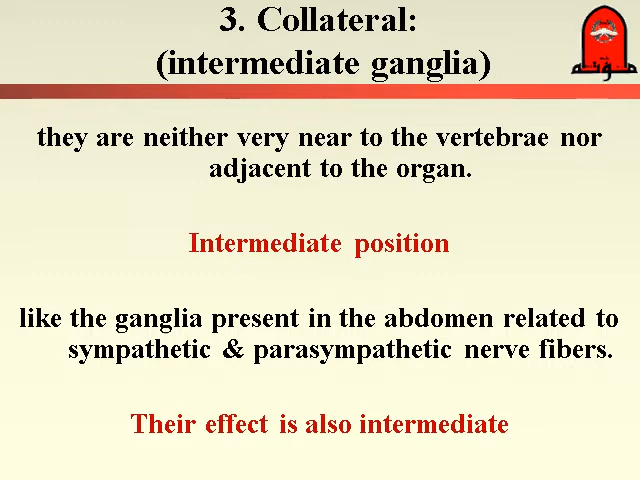 3. Collateral:
(intermediate ganglia)
مؤتة
they are neither very near to the vertebrae nor
adjacent to the organ.
Intermediate position
like the ganglia present in the abdomen related to
sympathetic & parasympathetic nerve fibers.
Their effect is also intermediate